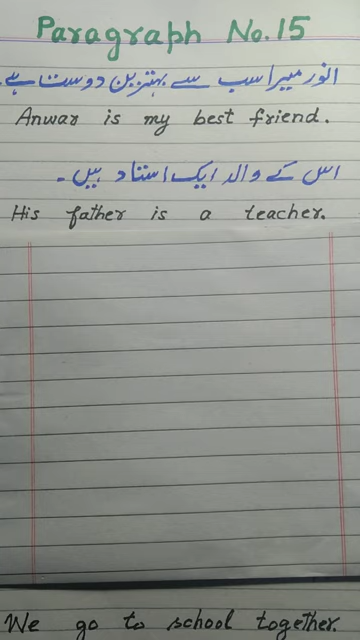 Paragraph No.15
انور میرا سب سے بہترین دوست ہے
Anwar is my best friend.
اس کے والد ایک استاد ہیں۔
His father is a teacher.
We go to school together.